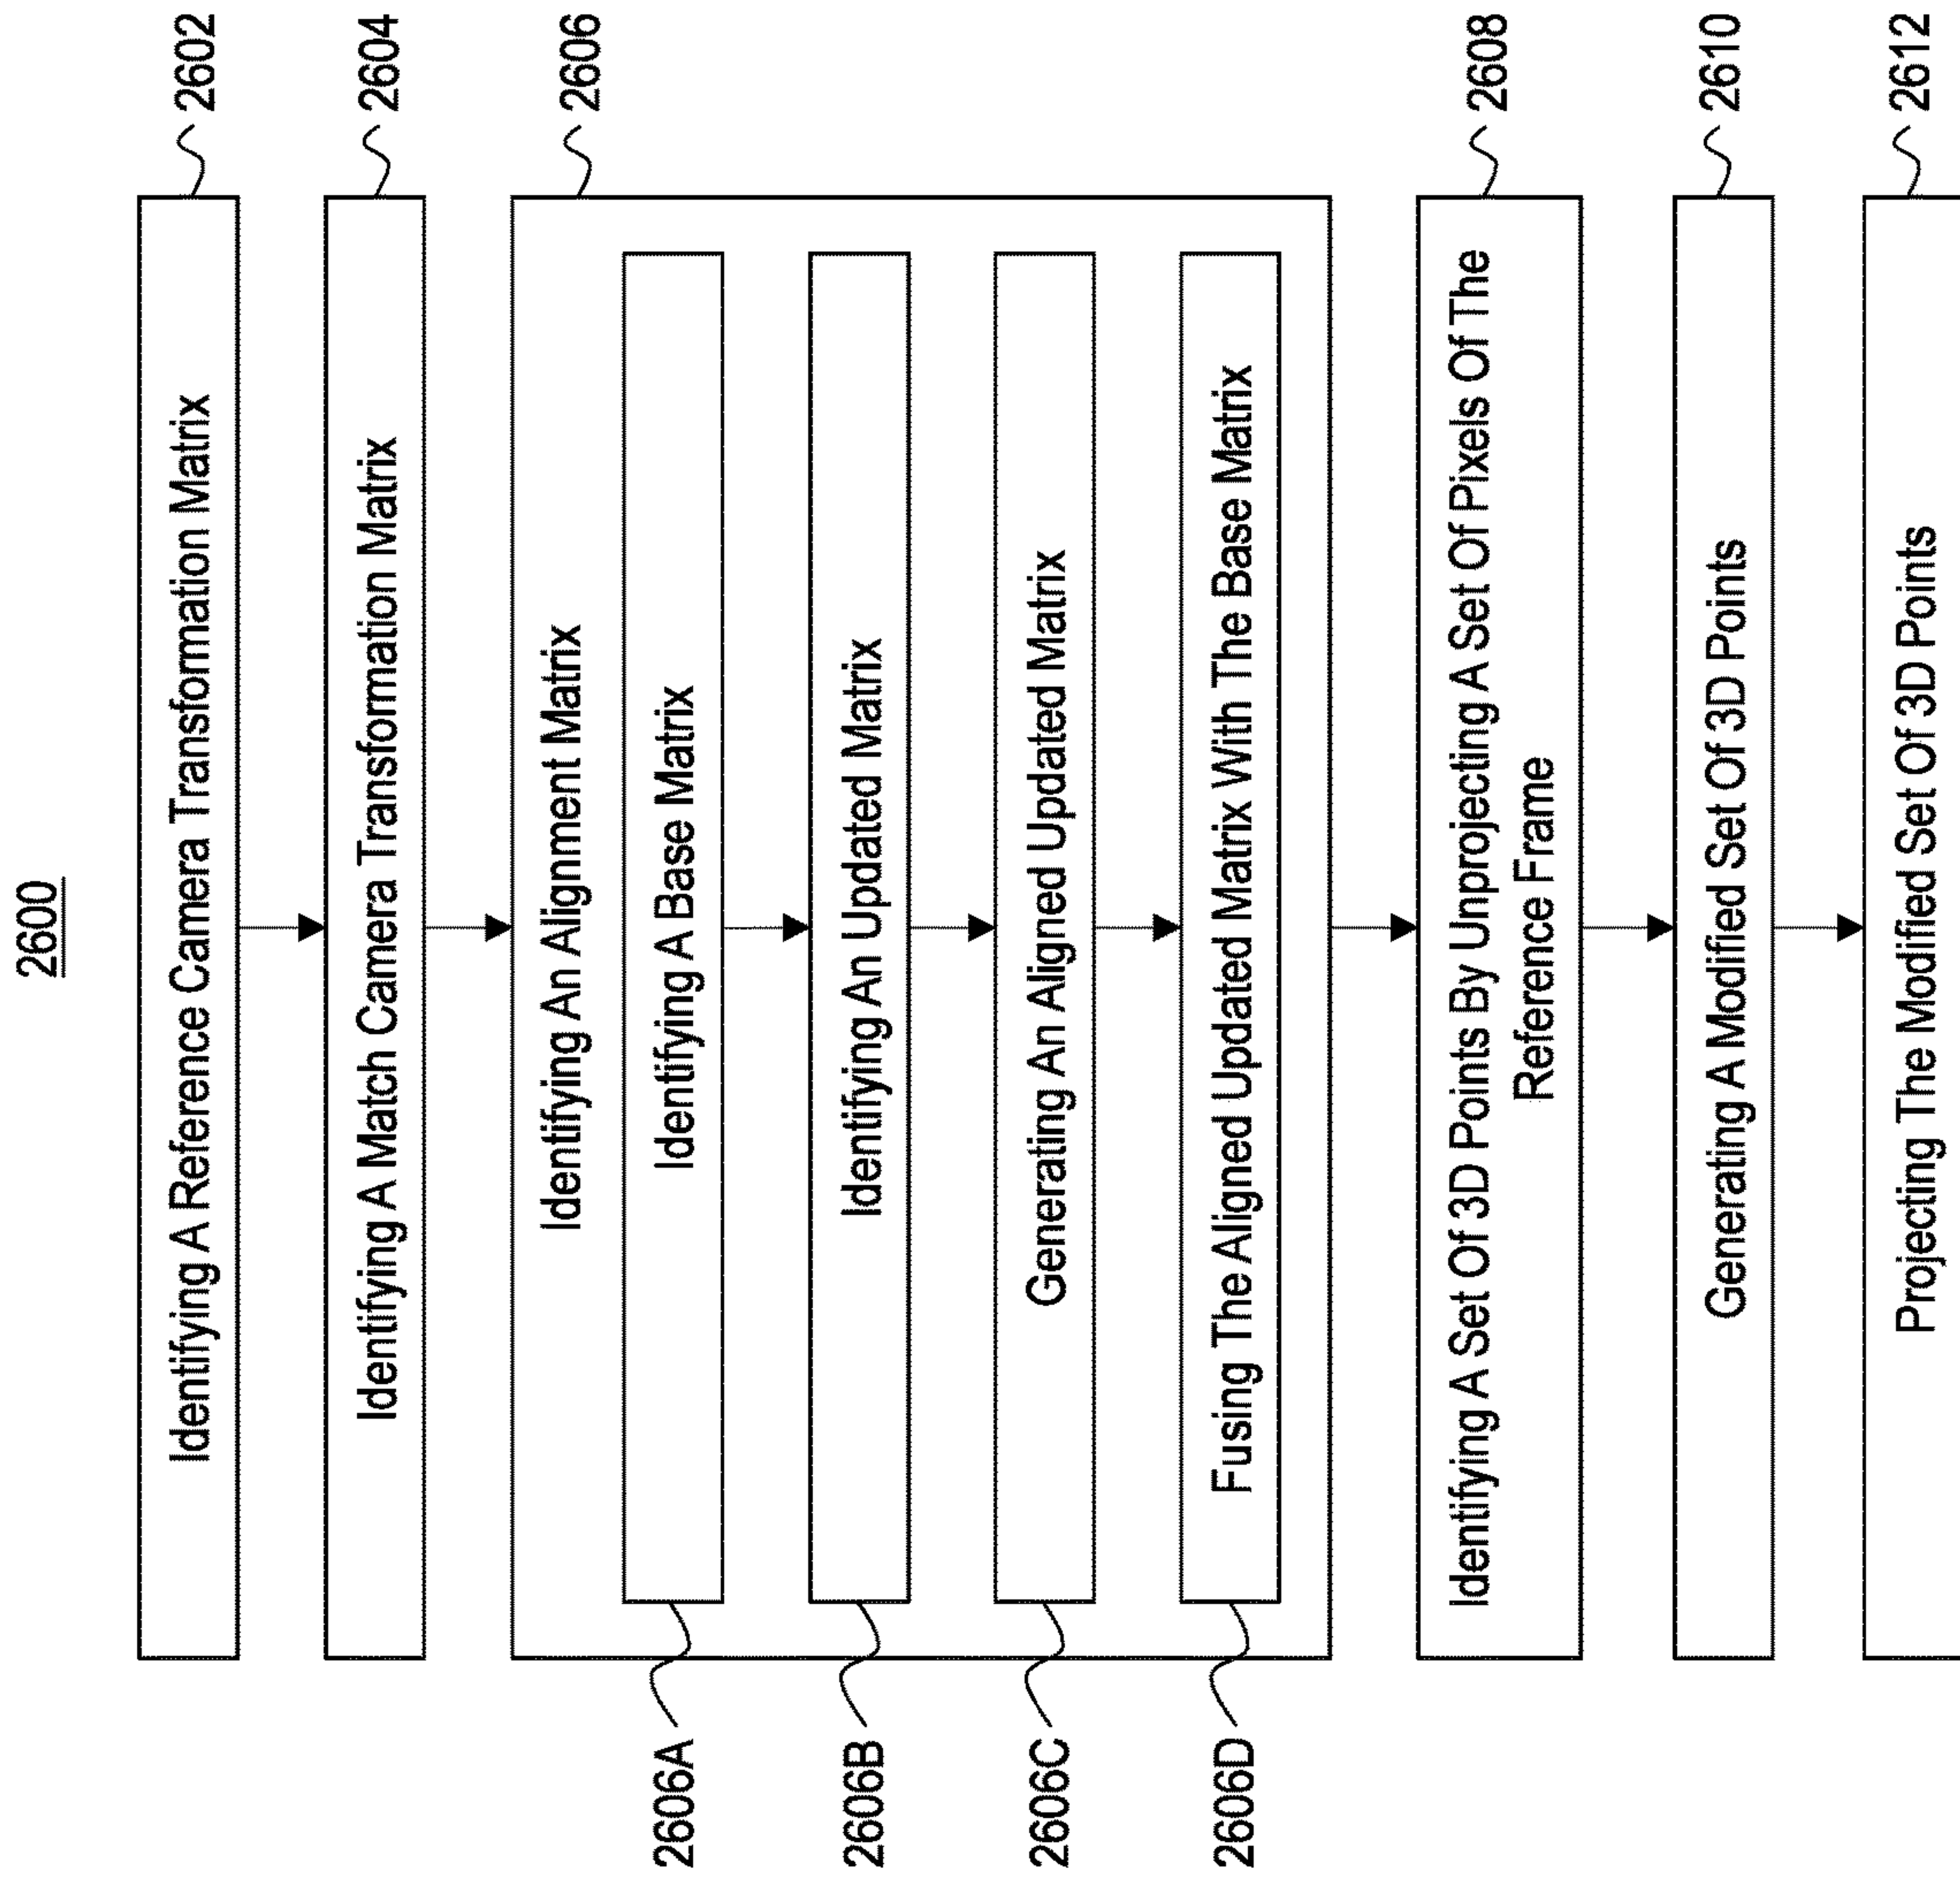 2600
Identifying A Reference Camera Transformation Matrix
2602
Identifying A Match Camera Transformation Matrix
2604
Identifying An Alignment Matrix
2606
Identifying A Base Matrix
2606A
Identifying An Updated Matrix
2606B
Generating An Aligned Updated Matrix
2606C
Fusing The Aligned Updated Matrix With The Base Matrix
2606D
Identifying A Set Of 3D Points By Unprojecting A Set Of Pixels Of The
Reference Frame
2608
Generating A Modified Set Of 3D Points
2610
Projecting The Modified Set Of 3D Points
2612